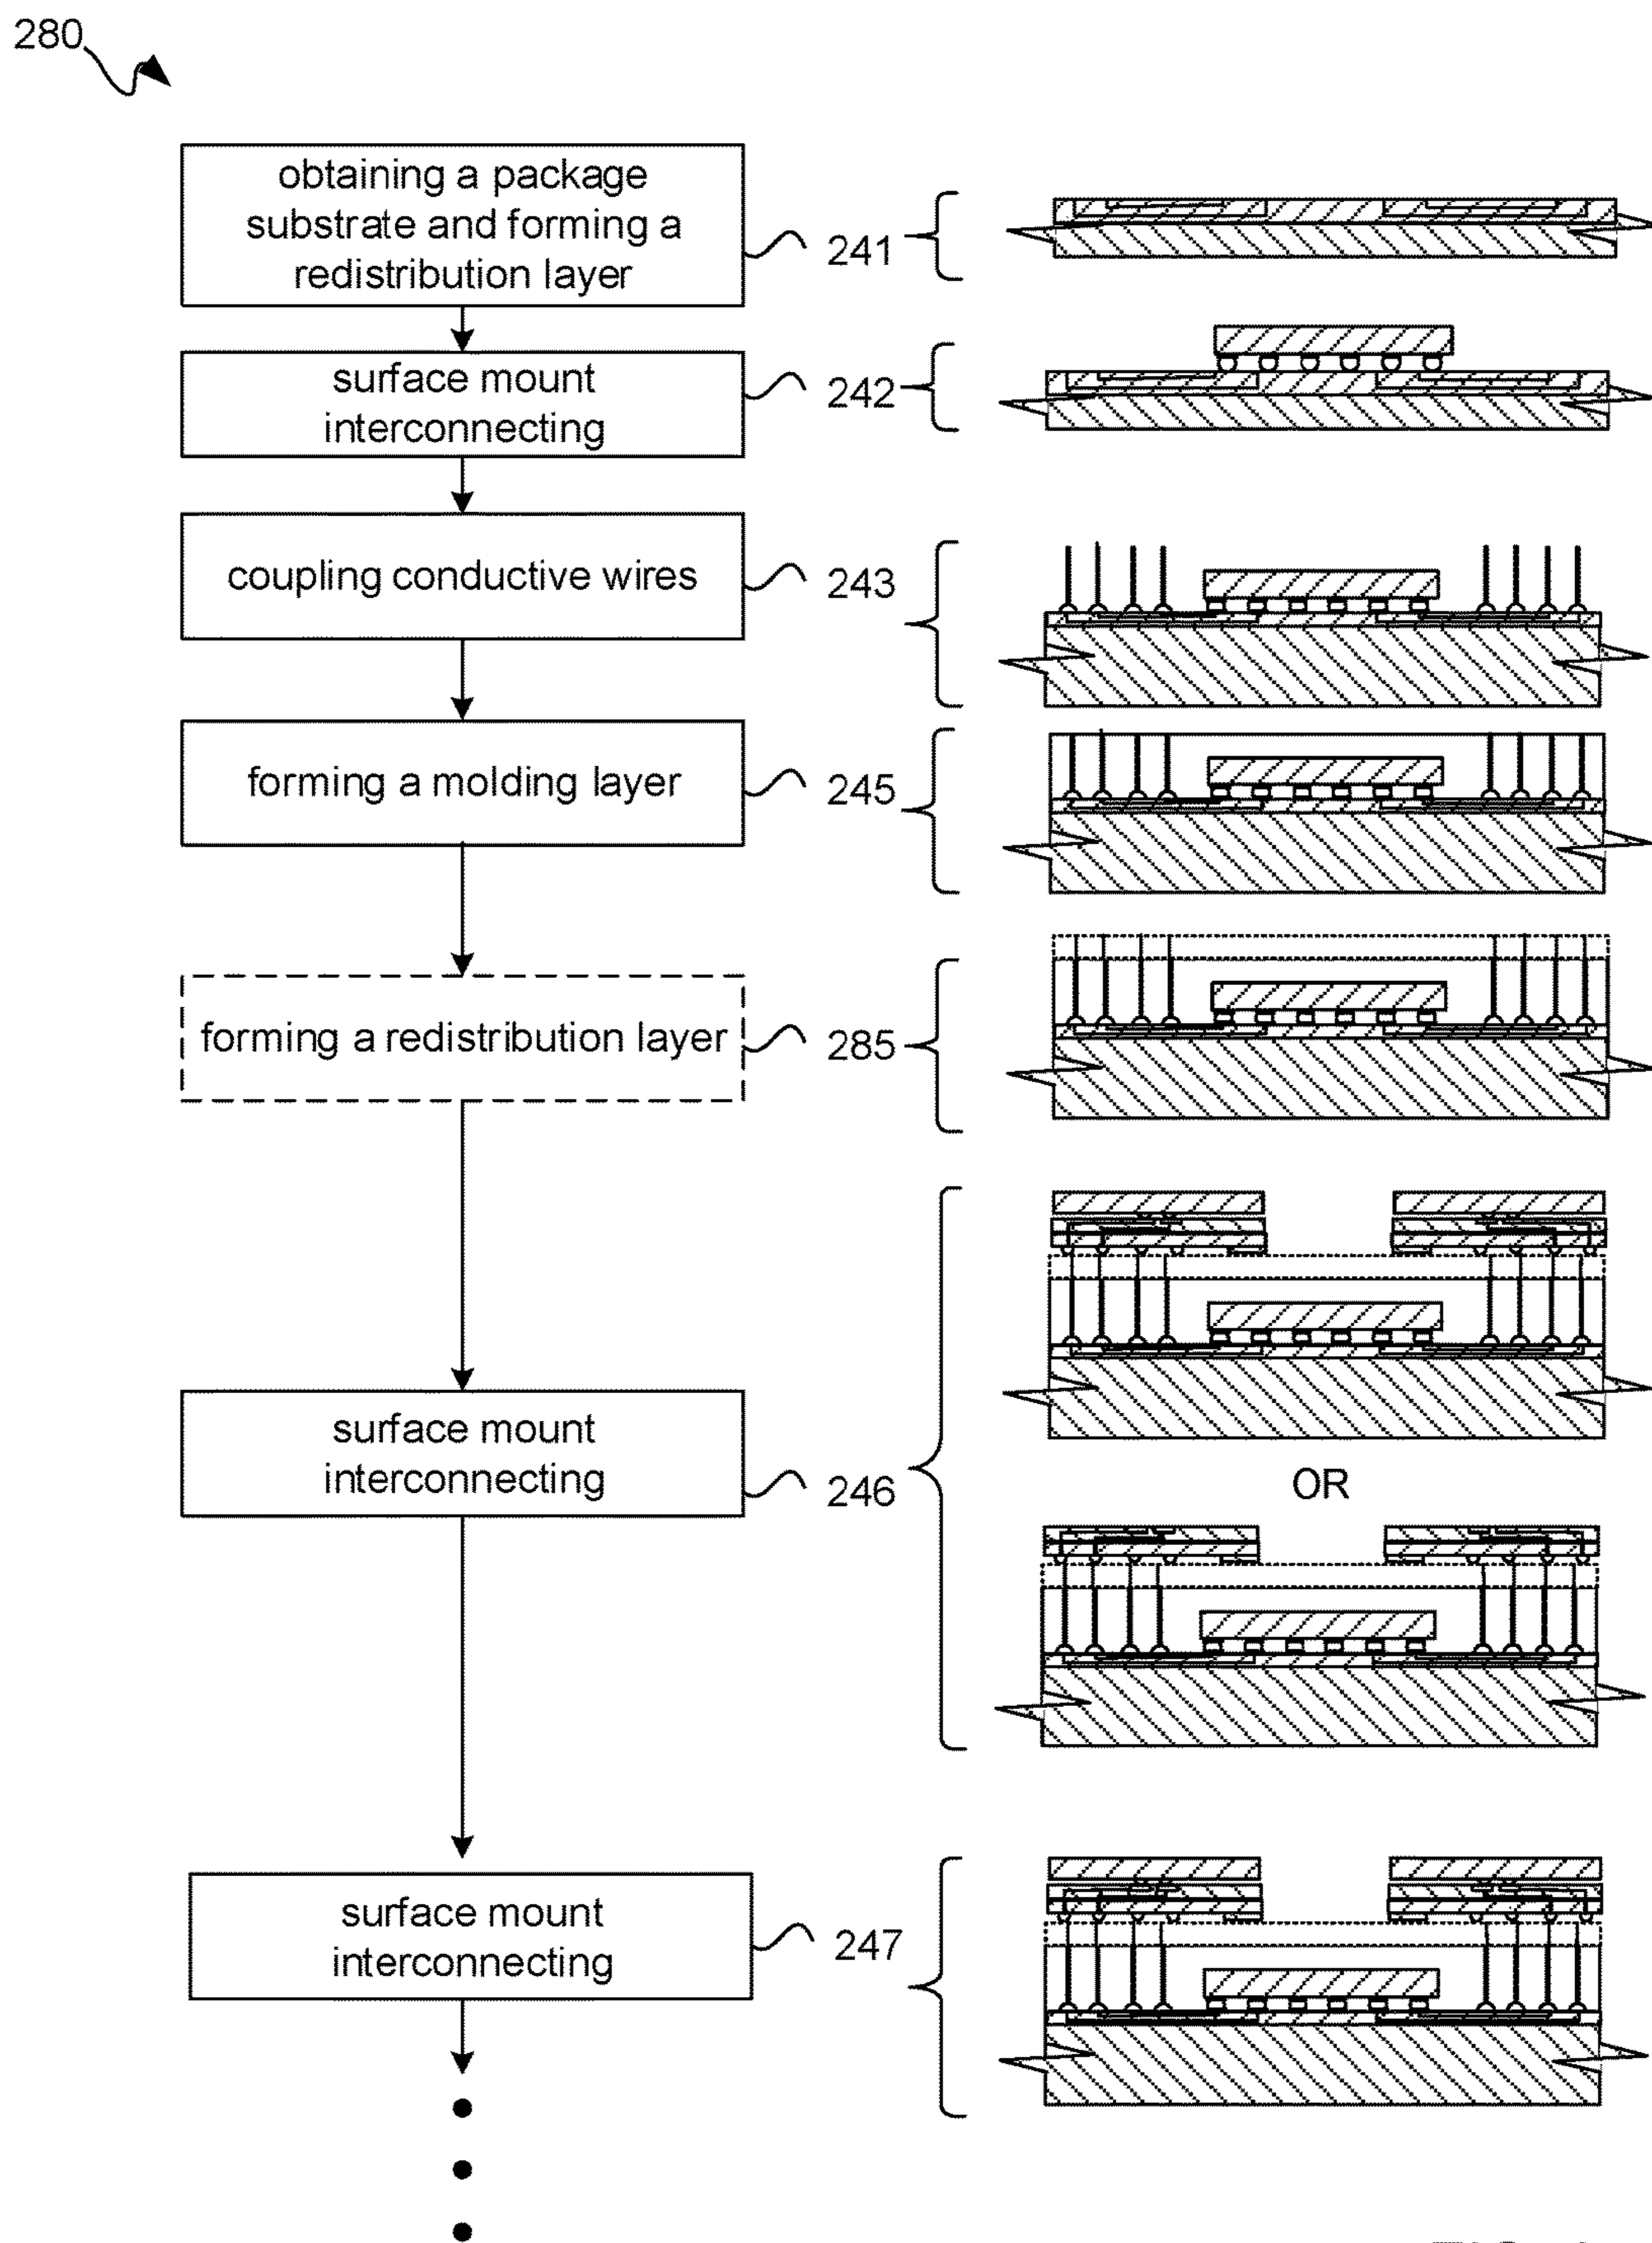 280
obtaining a package
substrate and forming a
redistribution layer
241
surface mount
interconnecting
242
coupling conductive wires
243
forming a molding layer
245
forming a redistribution layer
285
surface mount
interconnecting
246
OR
surface mount
interconnecting
247